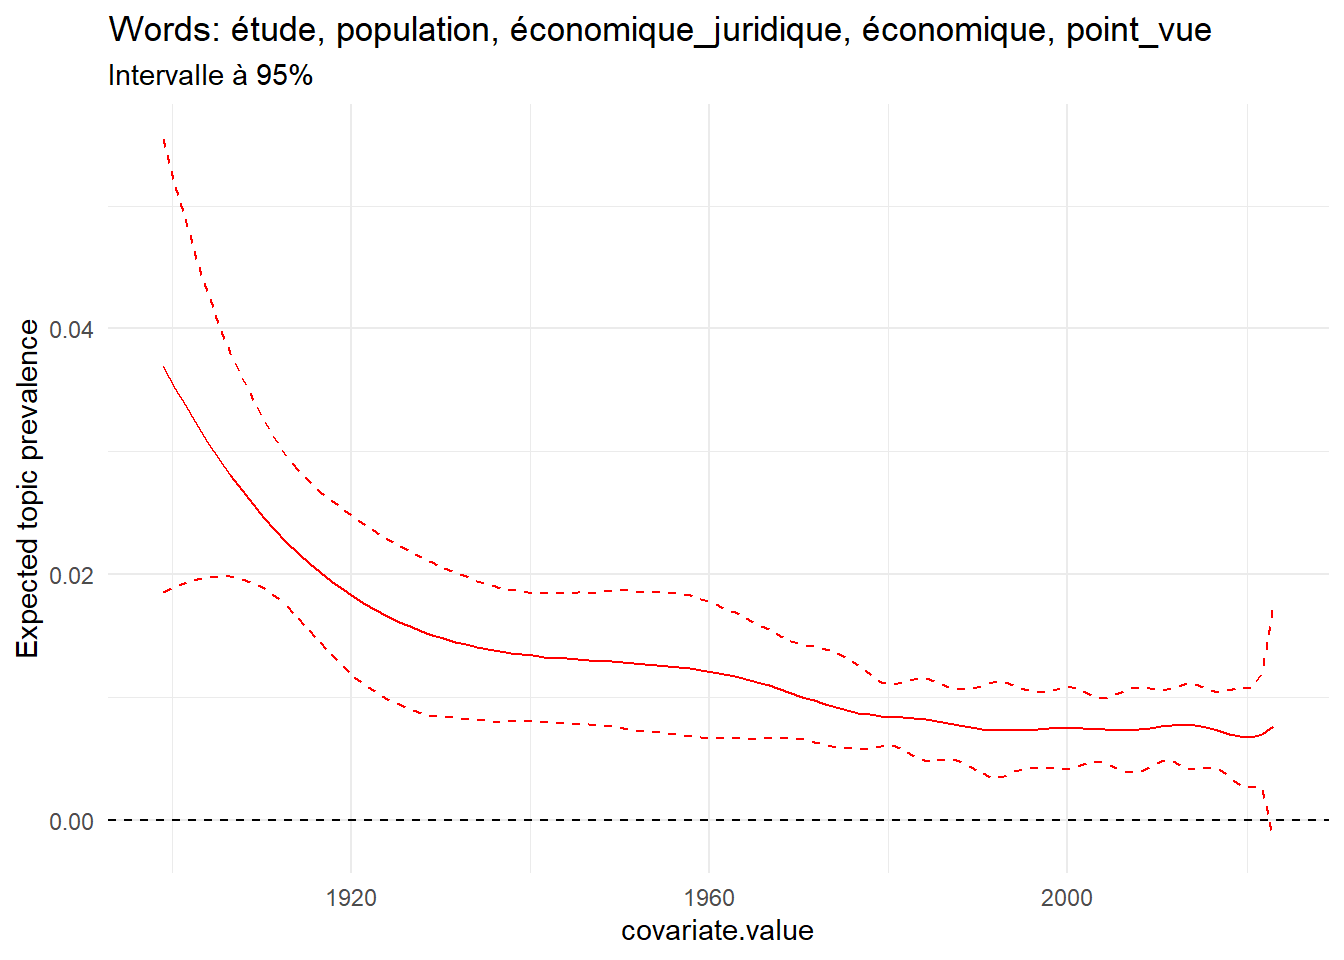 Words: étude, population, économique_juridique, économique, point_vue
Intervalle à 95%
Expected topic prevalence
0.04
0.02
0.00
1920
1960
2000
covariate.value